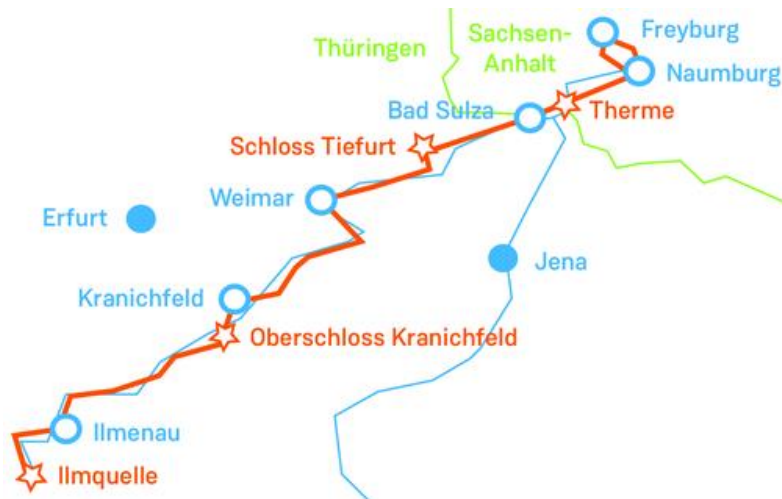 Freyburg
Sachsen-
Anhalt
Thüringen
Naumburg
Bad Sulza
Therme
Schloss Tiefurt
Weimar
Erfurt
Jena
Kranichfeld
Oberschloss Kranichfeld
Ilmenau
Ilmquelle